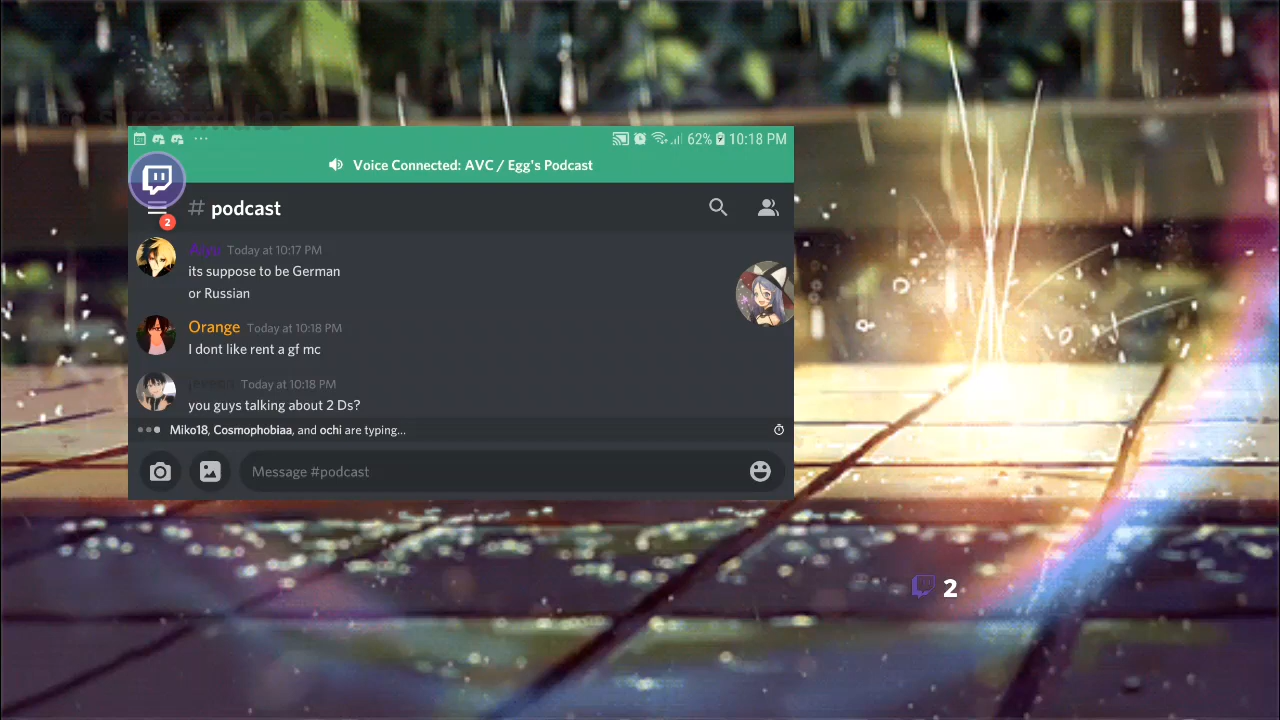 62% 10:18 PM
Voice Connected: AVC / Egg's Podcast
# podcast
2
Today at 10:17 PM
its suppose to be German
or Russian
Orange Today at 10:18 PM
I dont like rent a gf mc
Today at 10:18 PM
you guys talking about 2 Ds?
Miko18, Cosmophobiaa, and ochi are typing...
Message #podcast
2